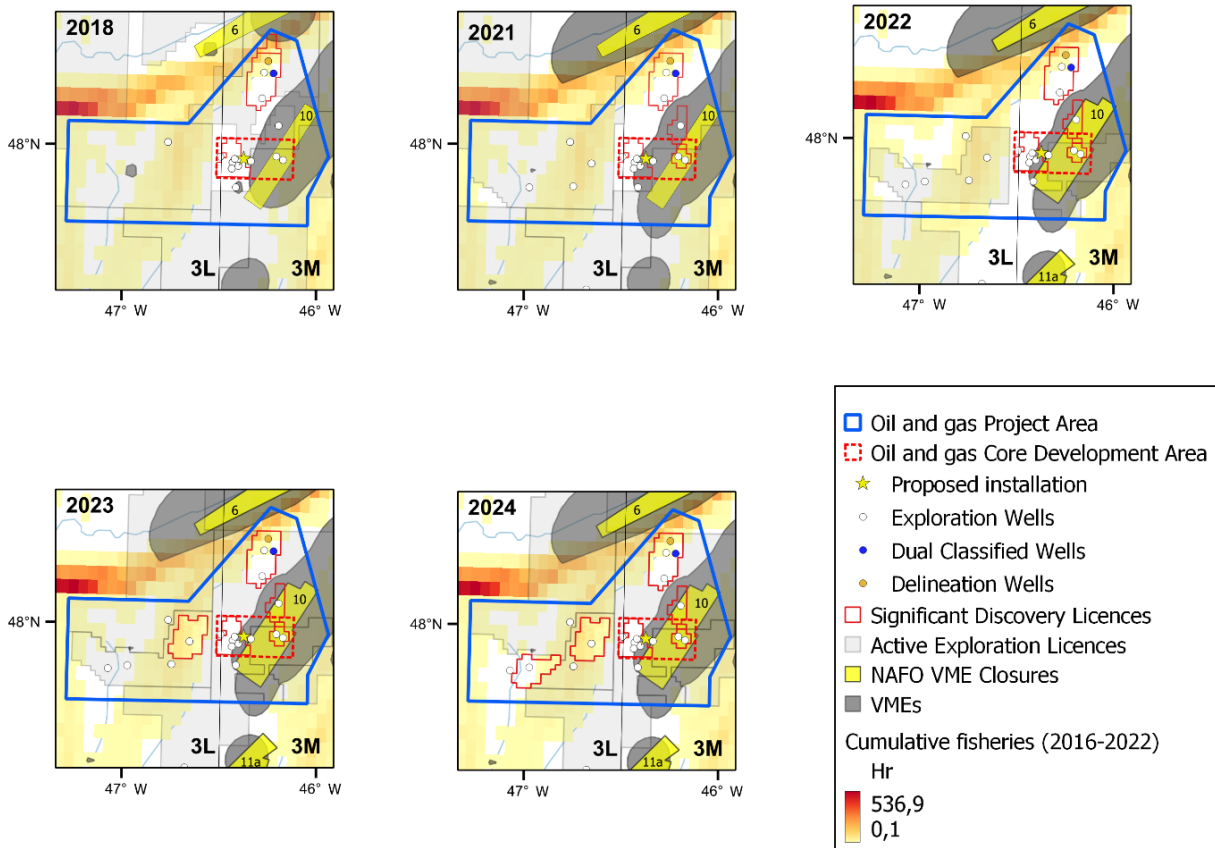 2018
6
10
48°N
3L 3M
47° W 46° W
2021
6
10
48°N
3L 3M
47° W 46° W
2022
6
10
48°N
3L 3M
11a
47° W 46° W
2023
6
10
48°N
3L 3M
11a
47° W 46° W
2024
6
10
48°N
3L 3M
11a
47° W 46° W
Oil and gas Project Area
Oil and gas Core Development Area
Proposed installation
Exploration Wells
Dual Classified Wells
Delineation Wells
Significant Discovery Licences
Active Exploration Licences
NAFO VME Closures
VMEs
Cumulative fisheries (2016-2022)
Hr
536,9
0,1